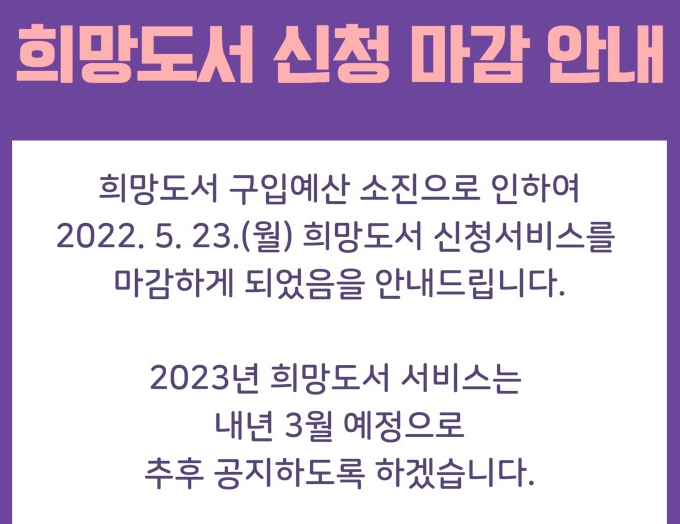 희망도서 신청 마감 안내
희망도서 구입예산 소진으로 인하여
2022. 5. 23.(월) 희망도서 신청서비스를
마감하게 되었음을 안내드립니다.
2023년 희망도서 서비스는
내년 3월 예정으로
추후 공지하도록 하겠습니다.